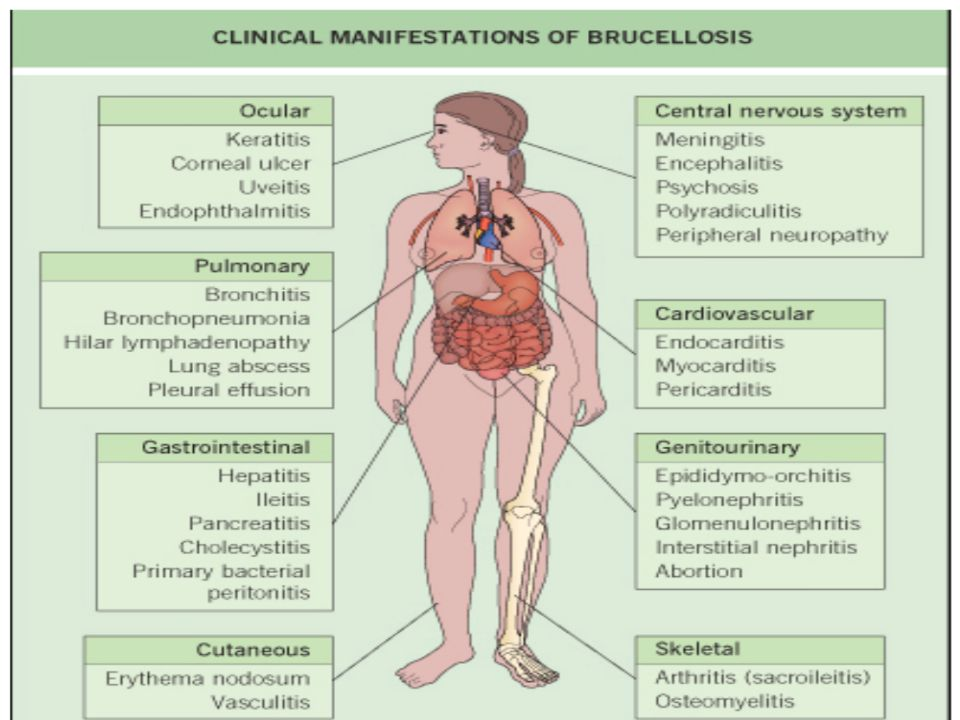 CLINICAL MANIFESTATIONS OF BRUCELLOSIS
Ocular
Keratitis
Corneal ulcer
Uveitis
Endophthalmitis
Pulmonary
Bronchitis
Bronchopneumonia
Hilar lymphadenopathy
Lung abscess
Pleural effusion
Gastrointestinal
Hepatitis
Ileitis
Pancreatitis
Cholecystitis
Primary bacterial
peritonitis
Cutaneous
Erythema nodosum
Vasculitis
Central nervous system
Meningitis
Encephalitis
Psychosis
Polyradiculitis
Peripheral neuropathy
Cardiovascular
Endocarditis
Myocarditis
Pericarditis
Genitourinary
Epididymo-orchitis
Pyelonephritis
Glomenulonephritis
Interstitial nephritis
Abortion
Skeletal
Arthritis (sacroileitis)
Osteomyelitis